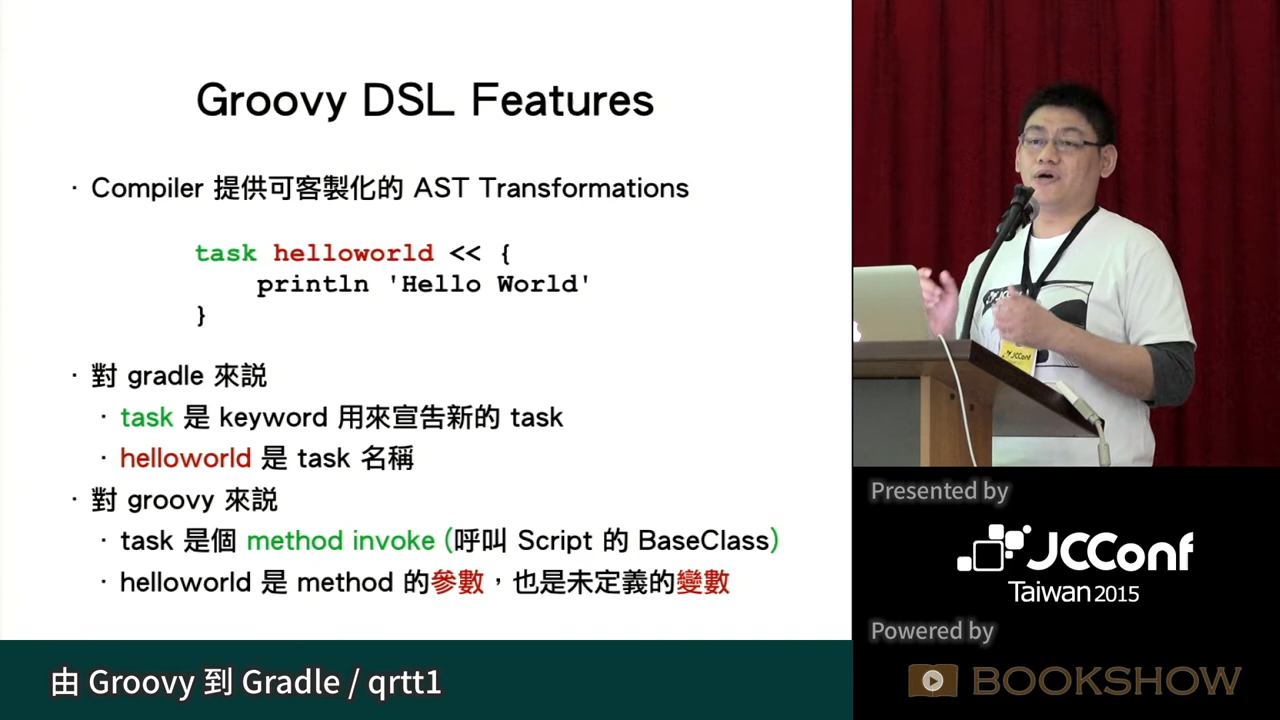 Groovy DSL Features
· Compiler 提供可客製化的 AST Transformations
task helloworld << {
    println 'Hello World'
}
· 對 gradle 來説
· task 是 keyword 用來宣告新的 task
· helloworld 是 task 名稱
· 對 groovy 來説
· task 是個 method invoke (呼叫 Script 的 BaseClass)
· helloworld 是 method 的參數，也是未定義的變數
JCConf
Presented by
JCConf
Taiwan 2015
Powered by
BOOKSHOW
由 Groovy 到 Gradle / qrtt1